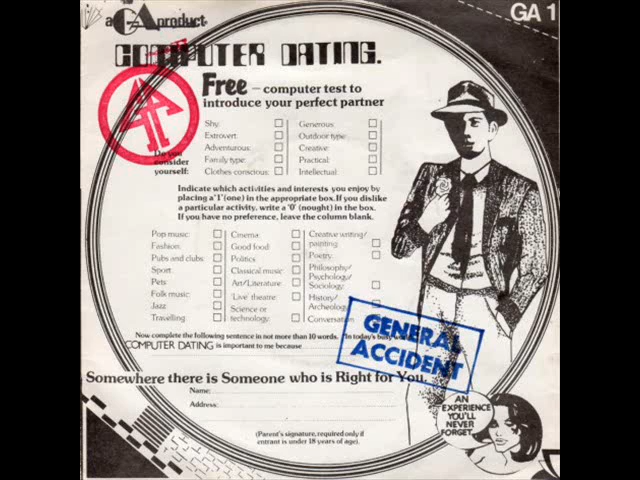 a GA product.
GA 1
COMPUTER DATING.
Free – computer test to
introduce your perfect partner
Do you
consider
yourself:
Shy:
Extrovert:
Adventurous:
Family type:
Clothes conscious:
Generous:
Outdoor type:
Creative:
Practical:
Intellectual:
Indicate which activities and interests you enjoy by
placing a '1' (one) in the appropriate box. If you dislike
a particular activity, write a '0' (nought) in the box.
If you have no preference, leave the column blank.
Pop music:
Fashion:
Pubs and clubs:
Sport
Pets
Folk music:
Jazz
Travelling:
Cinema:
Good food:
Politics
Classical music
Art/Literature
'Live' theatre:
Science or
technology:
Creative writing/
painting:
Poetry:
Philosophy/
Psychology/
Sociology:
History/
Archeology
Conversation
GENERAL
ACCIDENT
Now complete the following sentence in not more than 10 words. "In today's busy
COMPUTER DATING is important to me because
Somewhere there is Someone who is Right for You.
Name:
Address:
(Parent's signature, required only if
entrant is under 18 years of age).
AN
EXPERIENCE
YOU'LL
NEVER
FORGET...